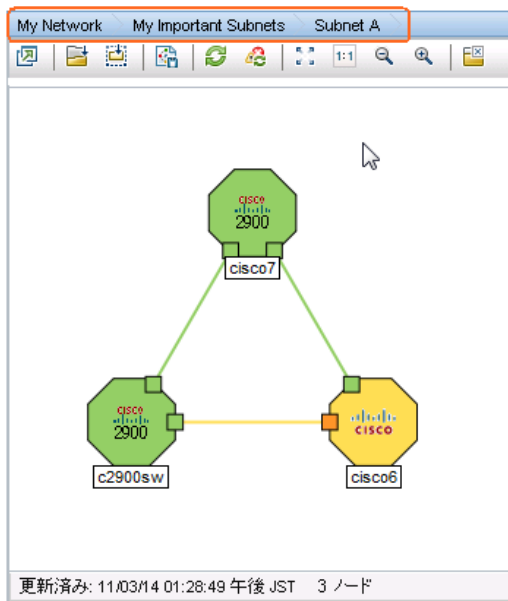 My Network My Important Subnets Subnet A
1:1
cisco
2900
cisco7
cisco
2900
c2900sw
cisco
cisco6
更新済み: 11/03/14 01:28:49 午後 JST 3 ノード